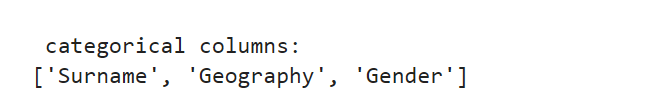 categorical columns:
['Surname', 'Geography', 'Gender']